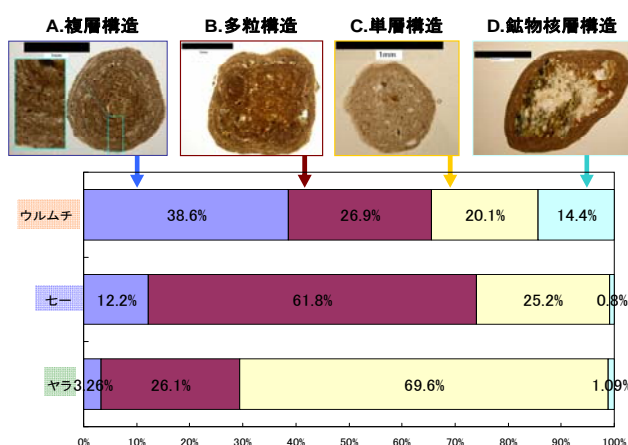 A.複層構造 B.多粒構造 C.単層構造 D.鉱物核層構造
1mm
ウルムチ 38.6% 26.9% 20.1% 14.4%
七一 12.2% 61.8% 25.2% 0.8%
ヤラ 3.26% 26.1% 69.6% 1.09%
0% 10% 20% 30% 40% 50% 60% 70% 80% 90% 100%